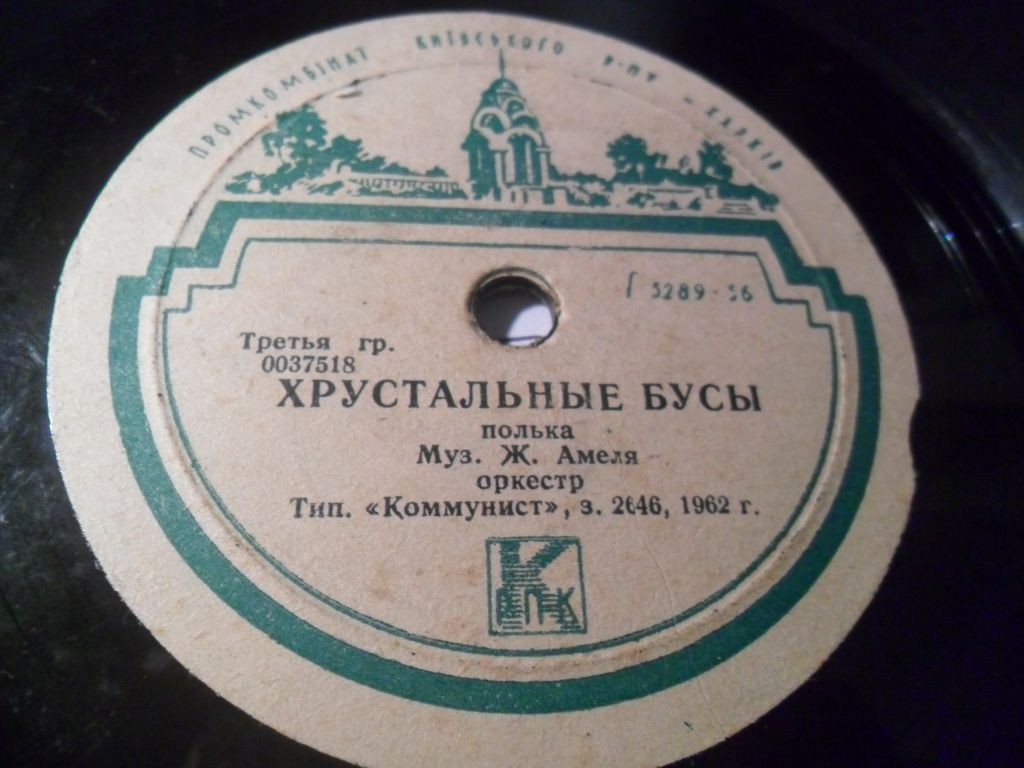 ПРОМКОМБІНАТ КИЇВСЬКОГО Р-НУ - ХАРКІВ
Г 5289-56
Третья гр.
0037518
ХРУСТАЛЬНЫЕ БУСЫ
полька
Муз. Ж. Амеля
оркестр
Тип. «Коммунист», з. 2646, 1962 г.
К
РПК